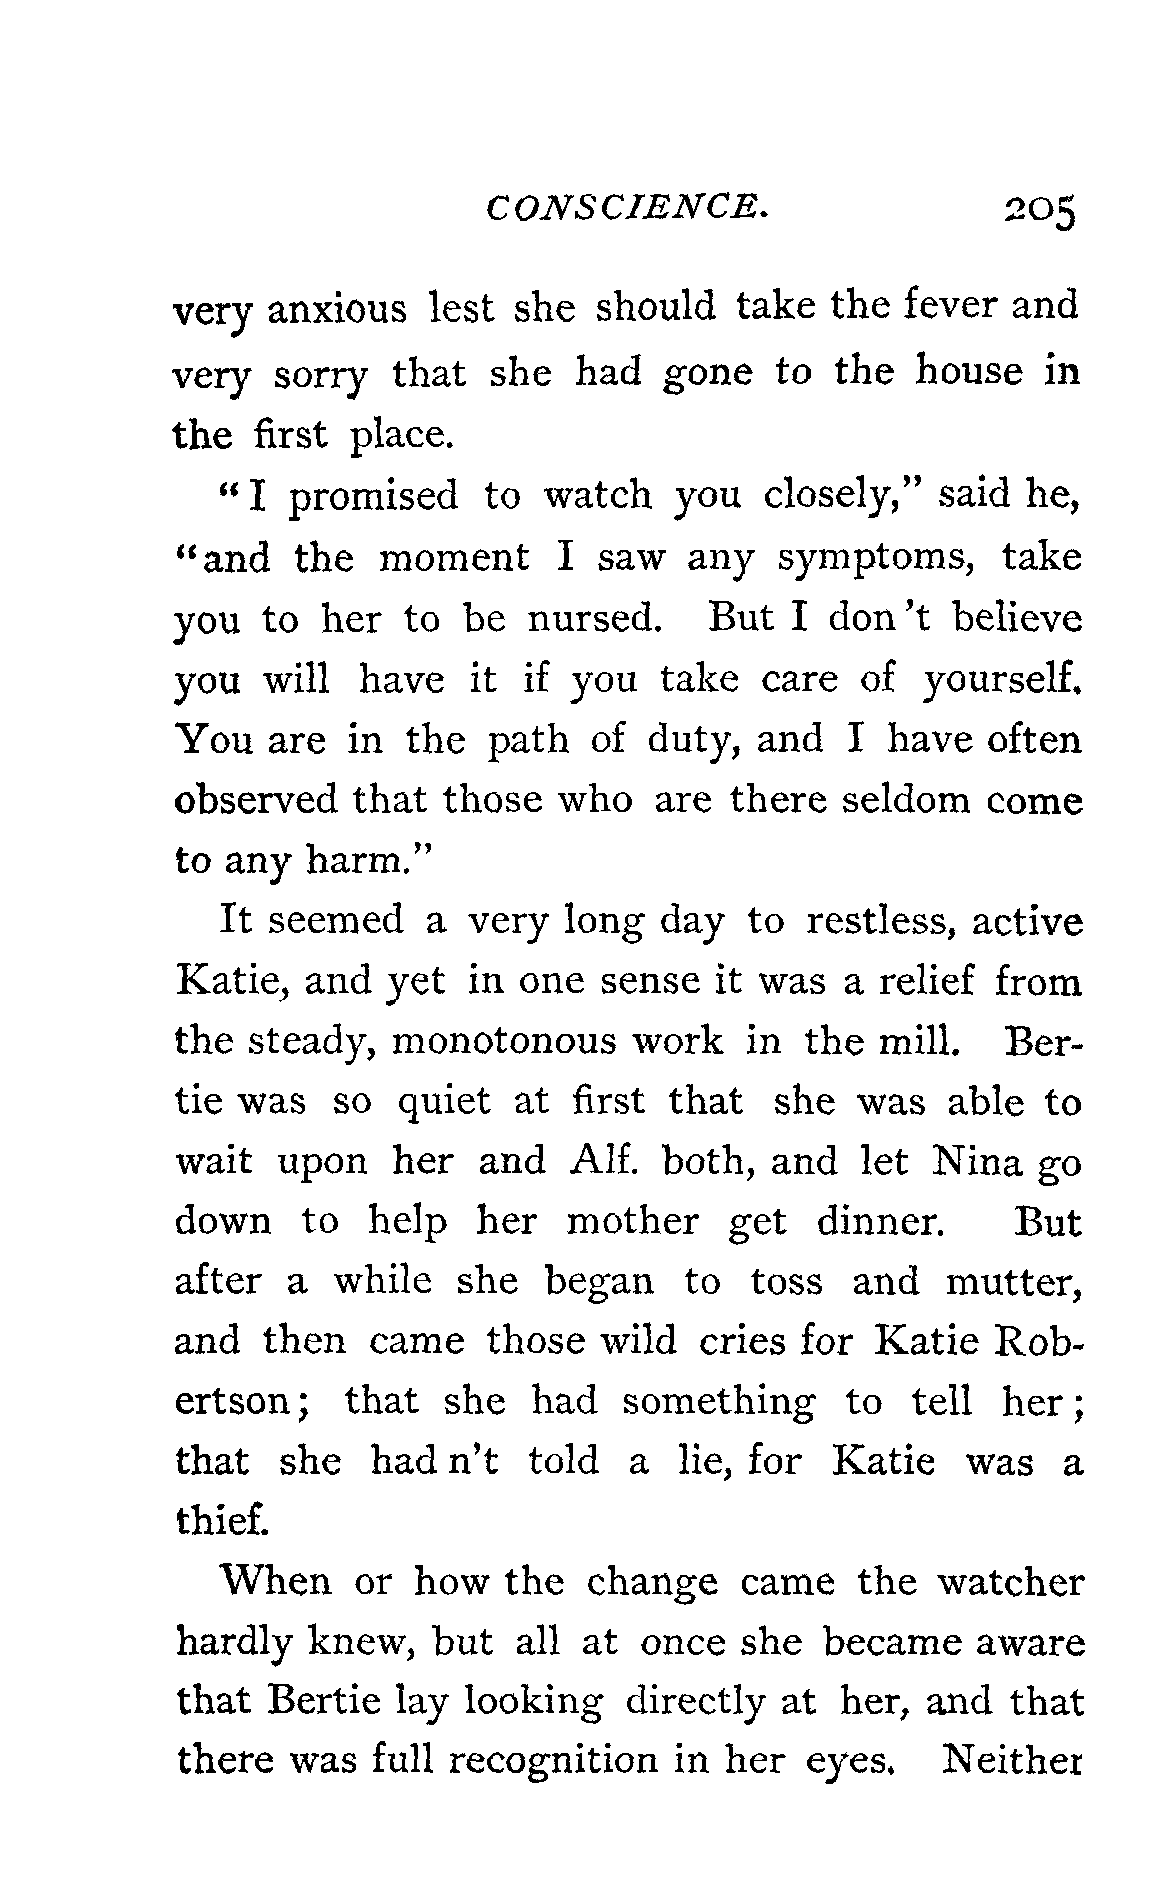 CONSCIENCE. 205
very anxious lest she should take the fever and
very sorry that she had gone to the house in
the first place.
"I promised to watch you closely," said he,
"and the moment I saw any symptoms, take
you to her to be nursed. But I don't believe
you will have it if you take care of yourself.
You are in the path of duty, and I have often
observed that those who are there seldom come
to any harm."
It seemed a very long day to restless, active
Katie, and yet in one sense it was a relief from
the steady, monotonous work in the mill. Ber-
tie was so quiet at first that she was able to
wait upon her and Alf. both, and let Nina go
down to help her mother get dinner. But
after a while she began to toss and mutter,
and then came those wild cries for Katie Rob-
ertson; that she had something to tell her;
that she had n't told a lie, for Katie was a
thief.
When or how the change came the watcher
hardly knew, but all at once she became aware
that Bertie lay looking directly at her, and that
there was full recognition in her eyes. Neither